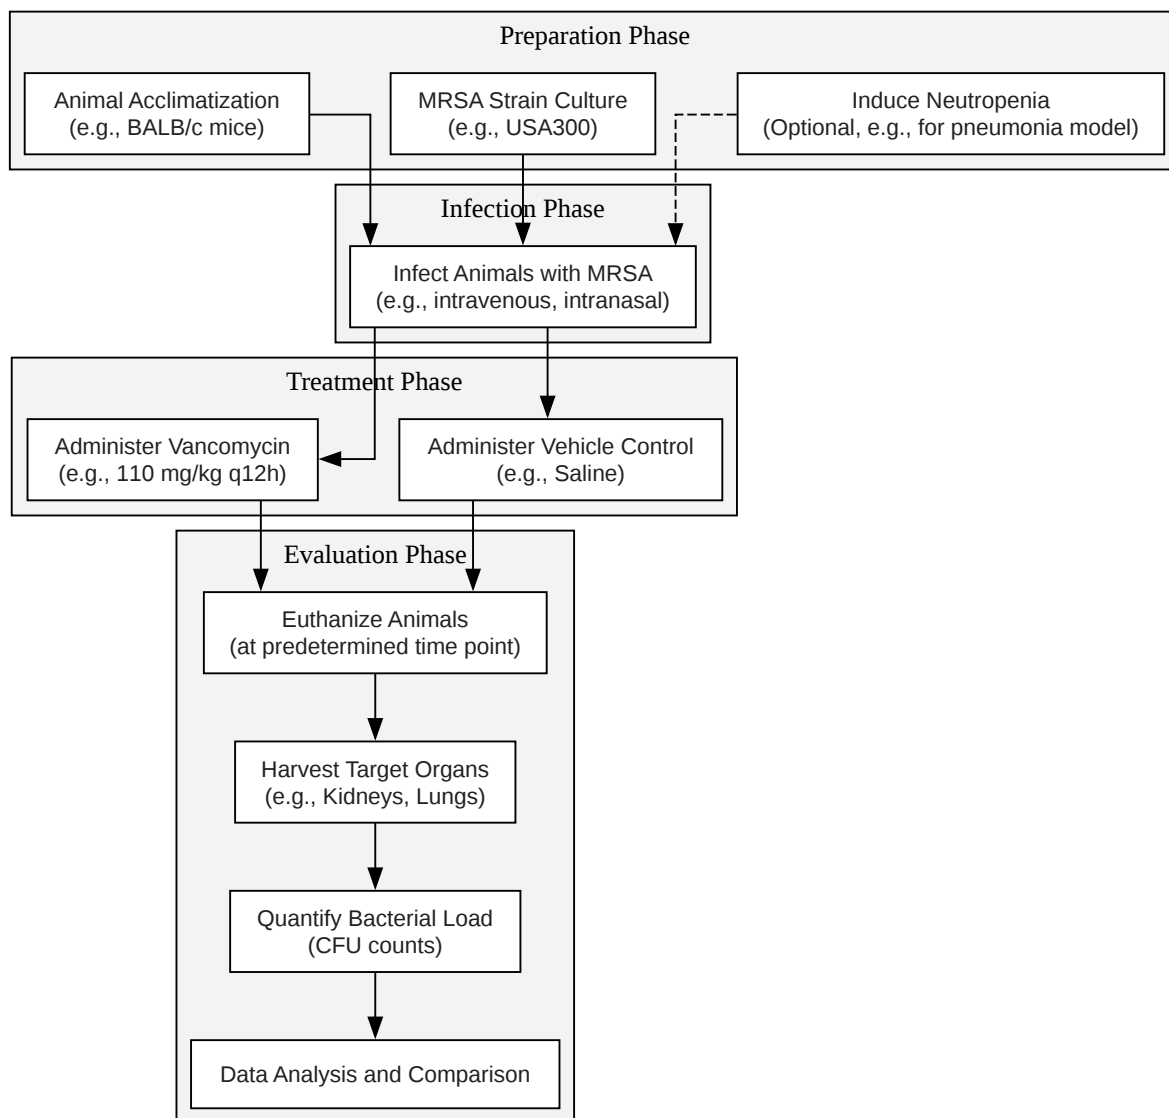 Preparation Phase
Animal Acclimatization
(e.g., BALB/c mice)
MRSA Strain Culture
(e.g., USA300)
Induce Neutropenia
(Optional, e.g., for pneumonia model)
Infection Phase
Infect Animals with MRSA
(e.g., intravenous, intranasal)
Treatment Phase
Administer Vancomycin
(e.g., 110 mg/kg q12h)
Administer Vehicle Control
(e.g., Saline)
Evaluation Phase
Euthanize Animals
(at predetermined time point)
Harvest Target Organs
(e.g., Kidneys, Lungs)
Quantify Bacterial Load
(CFU counts)
Data Analysis and Comparison